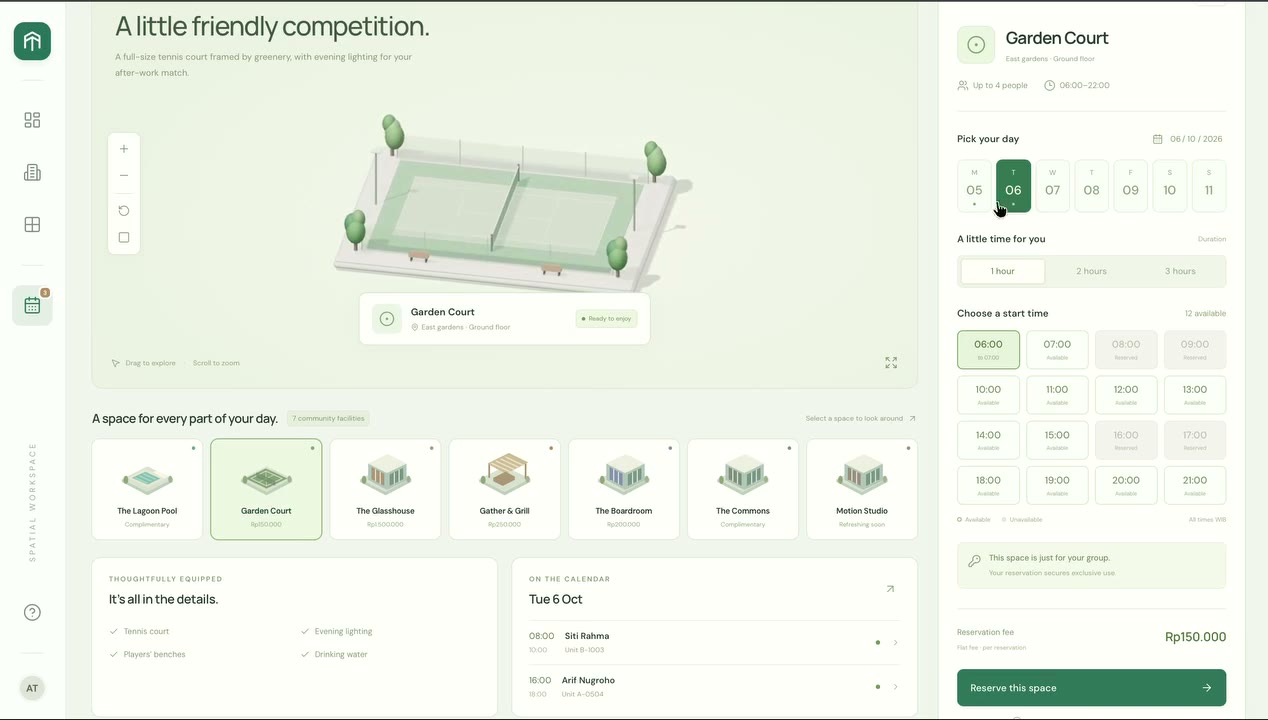 A little friendly competition.
A full-size tennis court framed by greenery, with evening lighting for your
after-work match.
Garden Court
East gardens · Ground floor
Ready to enjoy
Drag to explore · Scroll to zoom
3
SPATIAL WORKSPACE
AT
A space for every part of your day.
7 community facilities
Select a space to look around
The Lagoon Pool
Complimentary
Garden Court
Rp150.000
The Glasshouse
Rp1.500.000
Gather & Grill
Rp250.000
The Boardroom
Rp200.000
The Commons
Complimentary
Motion Studio
Refreshing soon
THOUGHTFULLY EQUIPPED
It's all in the details.
Tennis court
Evening lighting
Players' benches
Drinking water
ON THE CALENDAR
Tue 6 Oct
08:00 Siti Rahma
10:00 Unit B-1003
16:00 Arif Nugroho
18:00 Unit A-0504
Garden Court
East gardens · Ground floor
Up to 4 people
06:00–22:00
Pick your day
06 / 10 / 2026
M T W T F S S
05 06 07 08 09 10 11
A little time for you
Duration
1 hour 2 hours 3 hours
Choose a start time
12 available
06:00 07:00 08:00 09:00
to 07:00 Available Reserved Reserved
10:00 11:00 12:00 13:00
Available Available Available Available
14:00 15:00 16:00 17:00
Available Available Reserved Reserved
18:00 19:00 20:00 21:00
Available Available Available Available
Available Unavailable
All times WIB
This space is just for your group.
Your reservation secures exclusive use.
Reservation fee
Flat fee · per reservation
Rp150.000
Reserve this space